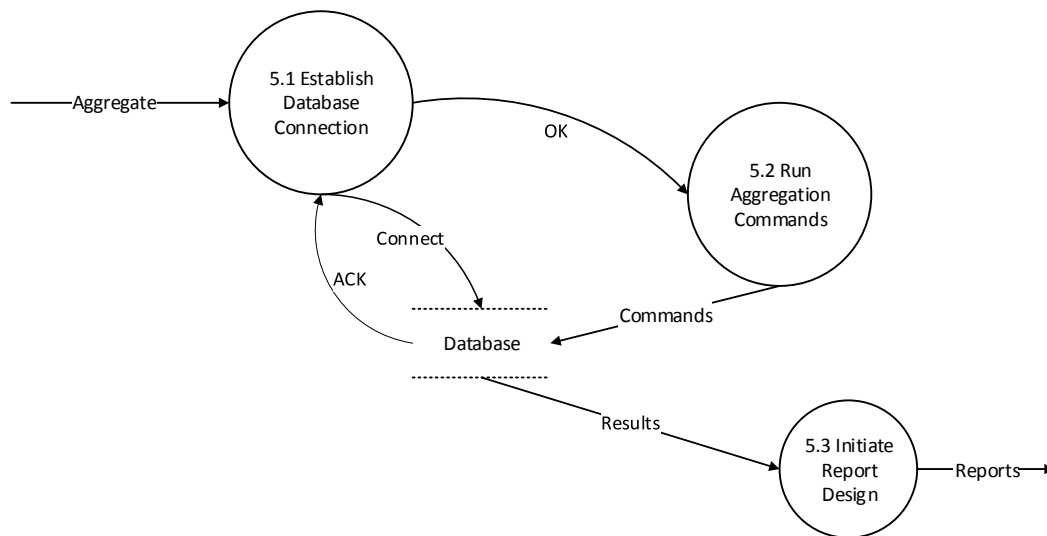 5.1 Establish
Database
Connection
Aggregate
OK
5.2 Run
Aggregation
Commands
Connect
ACK
Commands
Database
Results
5.3 Initiate
Report
Design
Reports